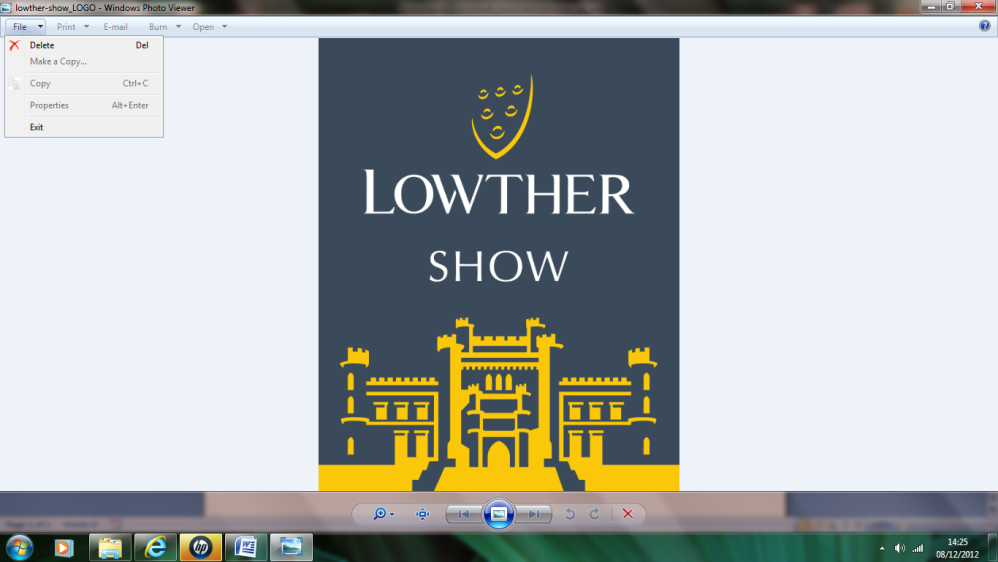 lowther-show_LOGO - Windows Photo Viewer
File Print E-mail Burn Open
Delete Del
Make a Copy...
Copy Ctrl+C
Properties Alt+Enter
Exit
LOWTHER
SHOW
14:25
08/12/2012